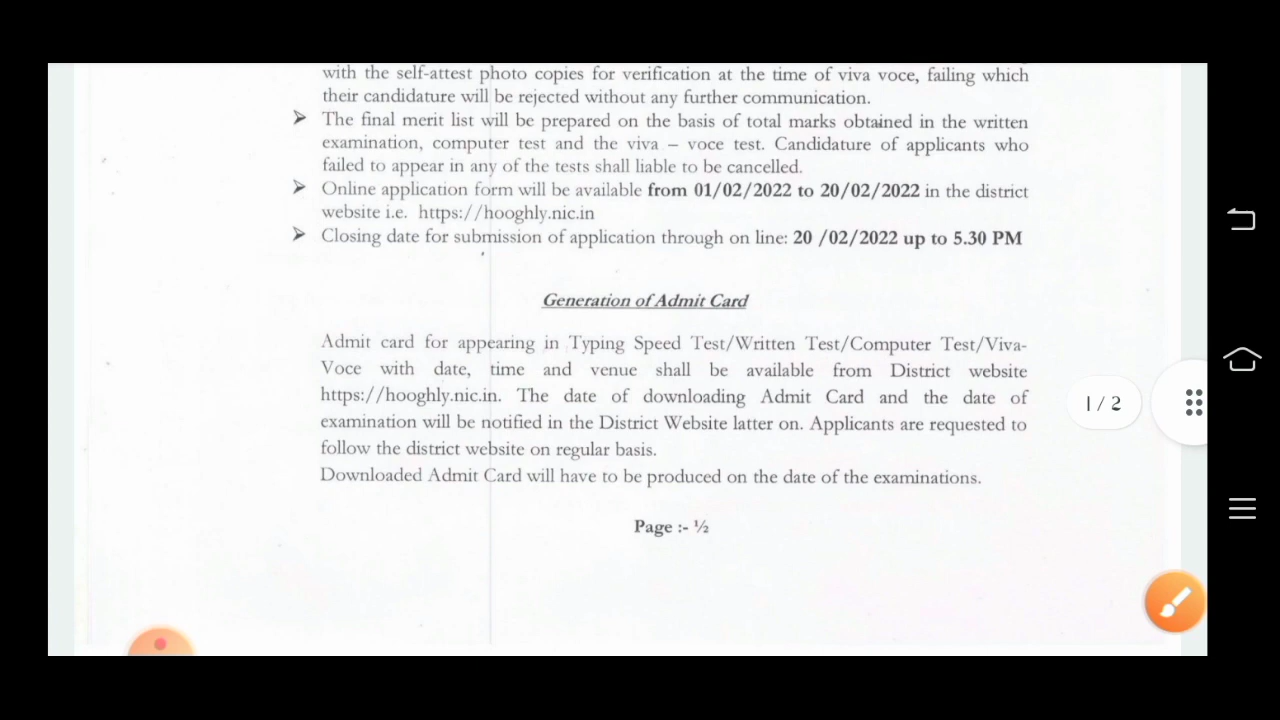 with the self-attest photo copies for verification at the time of viva voce, failing which
their candidature will be rejected without any further communication.
➢ The final merit list will be prepared on the basis of total marks obtained in the written
examination, computer test and the viva – voce test. Candidature of applicants who
failed to appear in any of the tests shall liable to be cancelled.
➢ Online application form will be available from 01/02/2022 to 20/02/2022 in the district
website i.e. https://hooghly.nic.in
➢ Closing date for submission of application through on line: 20 /02/2022 up to 5.30 PM
Generation of Admit Card
Admit card for appearing in Typing Speed Test/Written Test/Computer Test/Viva-
Voce with date, time and venue shall be available from District website
https://hooghly.nic.in. The date of downloading Admit Card and the date of
examination will be notified in the District Website latter on. Applicants are requested to
follow the district website on regular basis.
Downloaded Admit Card will have to be produced on the date of the examinations.
Page :- ½
1 / 2